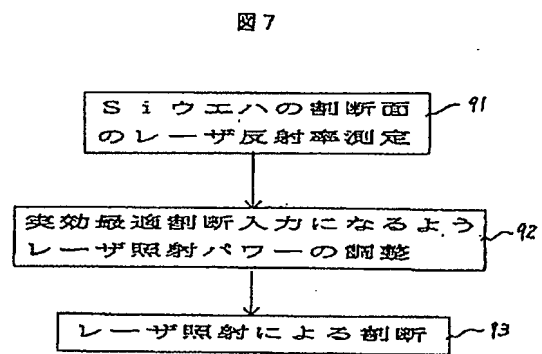 図7
Siウエハの割断面
のレーザ反射率測定
91
実効最適割断入力になるよう
レーザ照射パワーの調整
92
レーザ照射による割断
93